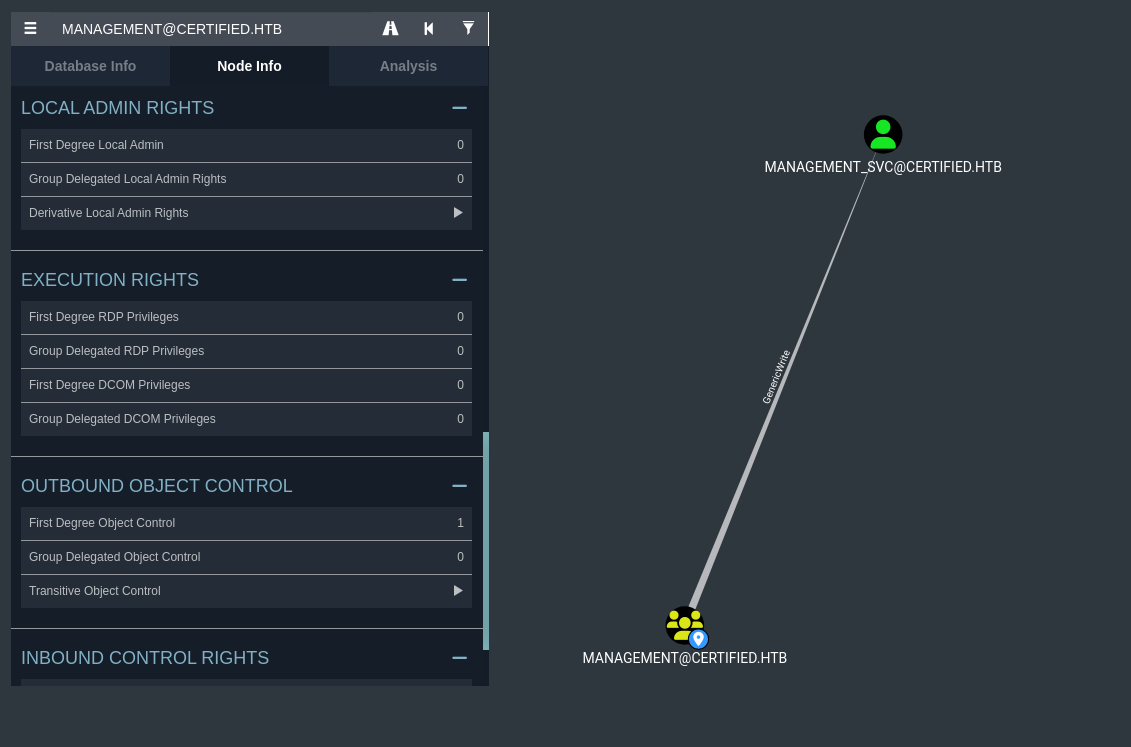 MANAGEMENT@CERTIFIED.HTB
Database Info Node Info Analysis
LOCAL ADMIN RIGHTS
First Degree Local Admin 0
Group Delegated Local Admin Rights 0
Derivative Local Admin Rights
EXECUTION RIGHTS
First Degree RDP Privileges 0
Group Delegated RDP Privileges 0
First Degree DCOM Privileges 0
Group Delegated DCOM Privileges 0
OUTBOUND OBJECT CONTROL
First Degree Object Control 1
Group Delegated Object Control 0
Transitive Object Control
INBOUND CONTROL RIGHTS
MANAGEMENT_SVC@CERTIFIED.HTB
GenericWrite
MANAGEMENT@CERTIFIED.HTB